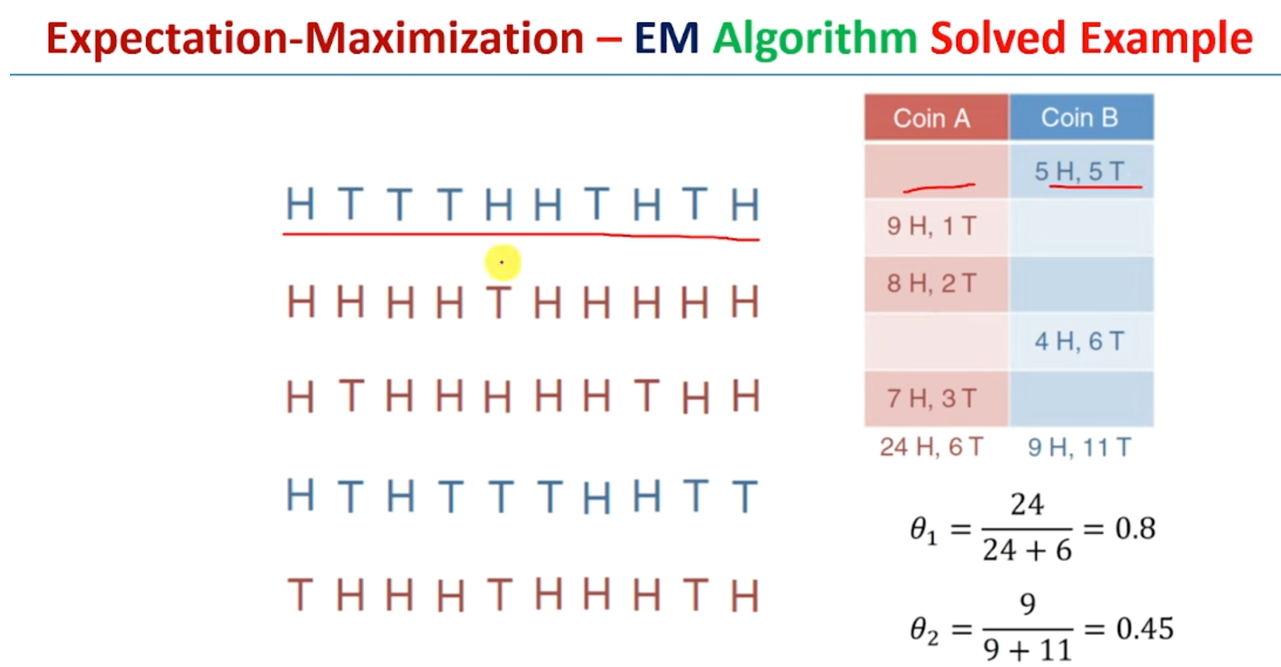 Expectation-Maximization – EM Algorithm Solved Example
H T T T H H T H T H
H H H H T H H H H H
H T H H H H H T H H
H T H T T T H H T T
T H H H T H H H T H
Coin A Coin B
5 H, 5 T
9 H, 1 T
8 H, 2 T
4 H, 6 T
7 H, 3 T
24 H, 6 T 9 H, 11 T
θ₁ = 24 / (24 + 6) = 0.8
θ₂ = 9 / (9 + 11) = 0.45